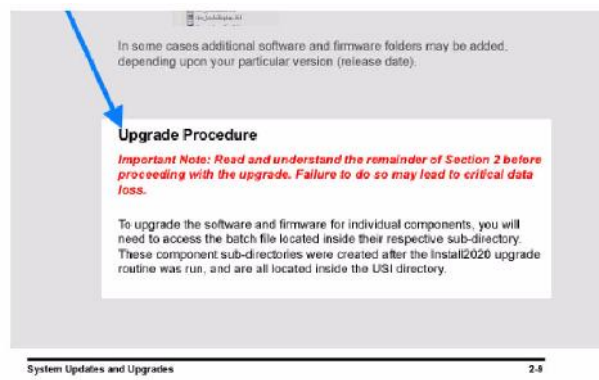 In some cases additional software and firmware folders may be added,
depending upon your particular version (release date).
Upgrade Procedure
Important Note: Read and understand the remainder of Section 2 before
proceeding with the upgrade. Failure to do so may lead to critical data
loss.
To upgrade the software and firmware for individual components, you will
need to access the batch file located inside their respective sub-directory.
These component sub-directories were created after the Install2020 upgrade
routine was run, and are all located inside the USI directory.
System Updates and Upgrades